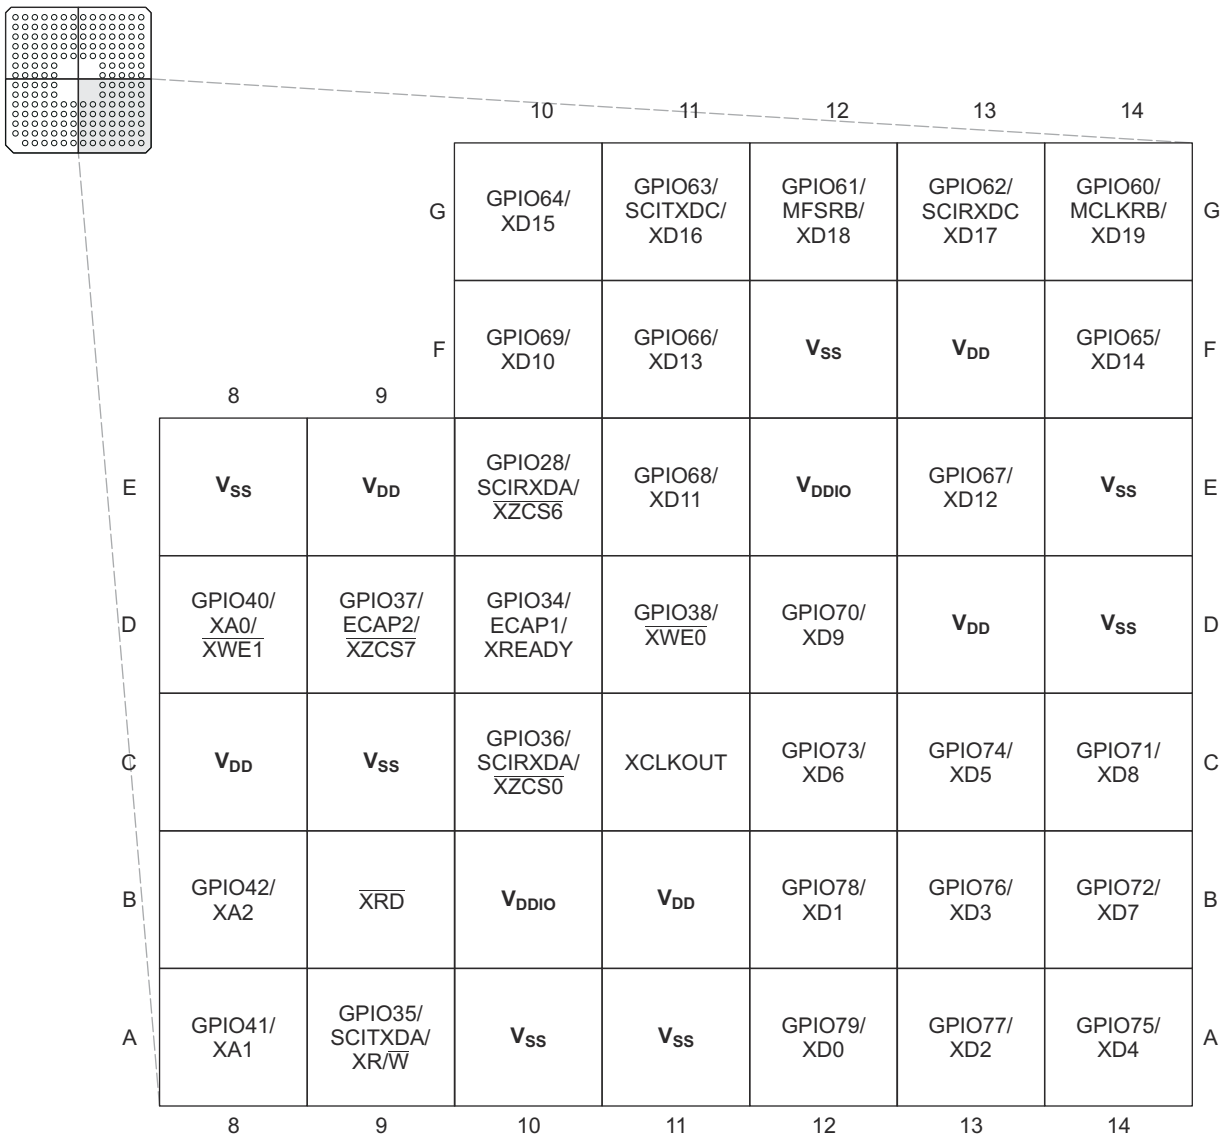 10 11 12 13 14
G GPIO64/ GPIO63/ GPIO61/ GPIO62/ GPIO60/ G
XD15 SCITXDC/ MFSRB/ SCIRXDC MCLKRB/
XD16 XD18 XD17 XD19
F GPIO69/ GPIO66/ VSS VDD GPIO65/ F
XD10 XD13 XD14
8 9
E VSS VDD GPIO28/ GPIO68/ VDDIO GPIO67/ VSS E
SCIRXDA/ XD11 XD12
XZCS6
D GPIO40/ GPIO37/ GPIO34/ GPIO38/ GPIO70/ VDD VSS D
XA0/ ECAP2/ ECAP1/ XWE0 XD9
XWE1 XZCS7 XREADY
C VDD VSS GPIO36/ XCLKOUT GPIO73/ GPIO74/ GPIO71/ C
SCIRXDA/ XD6 XD5 XD8
XZCS0
B GPIO42/ XRD VDDIO VDD GPIO78/ GPIO76/ GPIO72/ B
XA2 XD1 XD3 XD7
A GPIO41/ GPIO35/ VSS VSS GPIO79/ GPIO77/ GPIO75/ A
XA1 SCITXDA/ XD0 XD2 XD4
XR/W
8 9 10 11 12 13 14